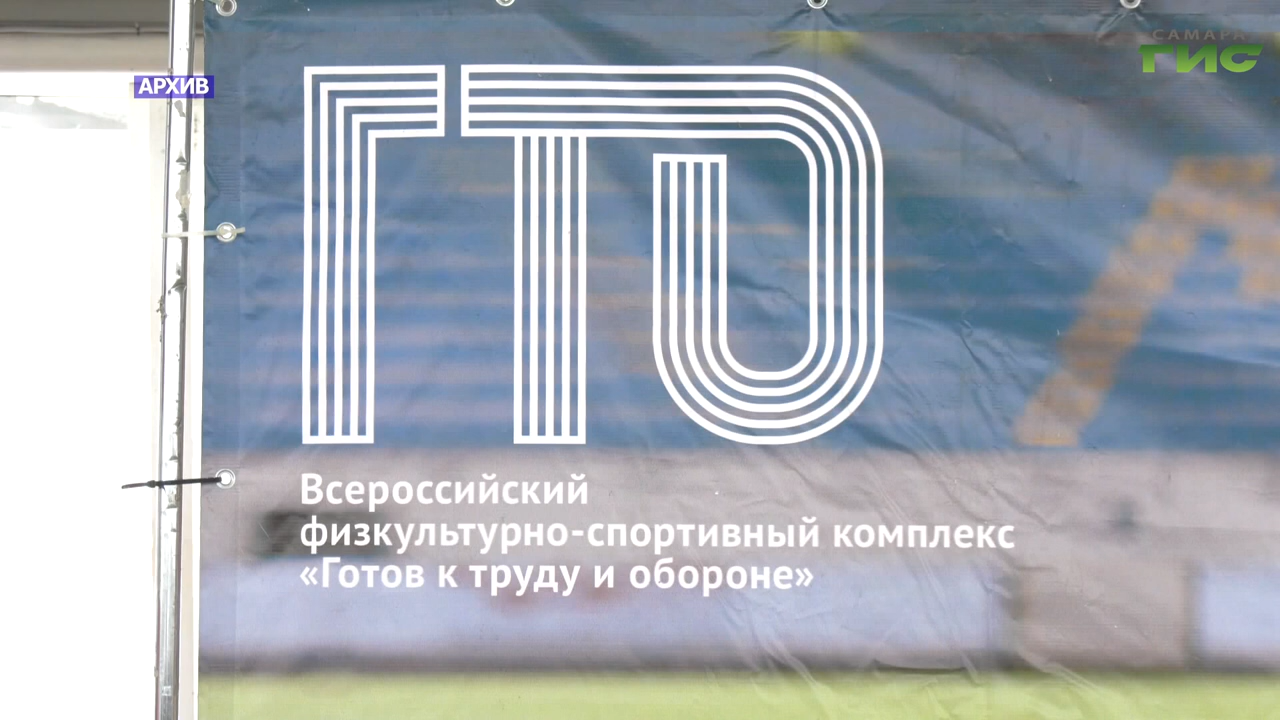 САМАРА
ГИС
АРХИВ
ГТО
Всероссийский
физкультурно-спортивный комплекс
«Готов к труду и обороне»